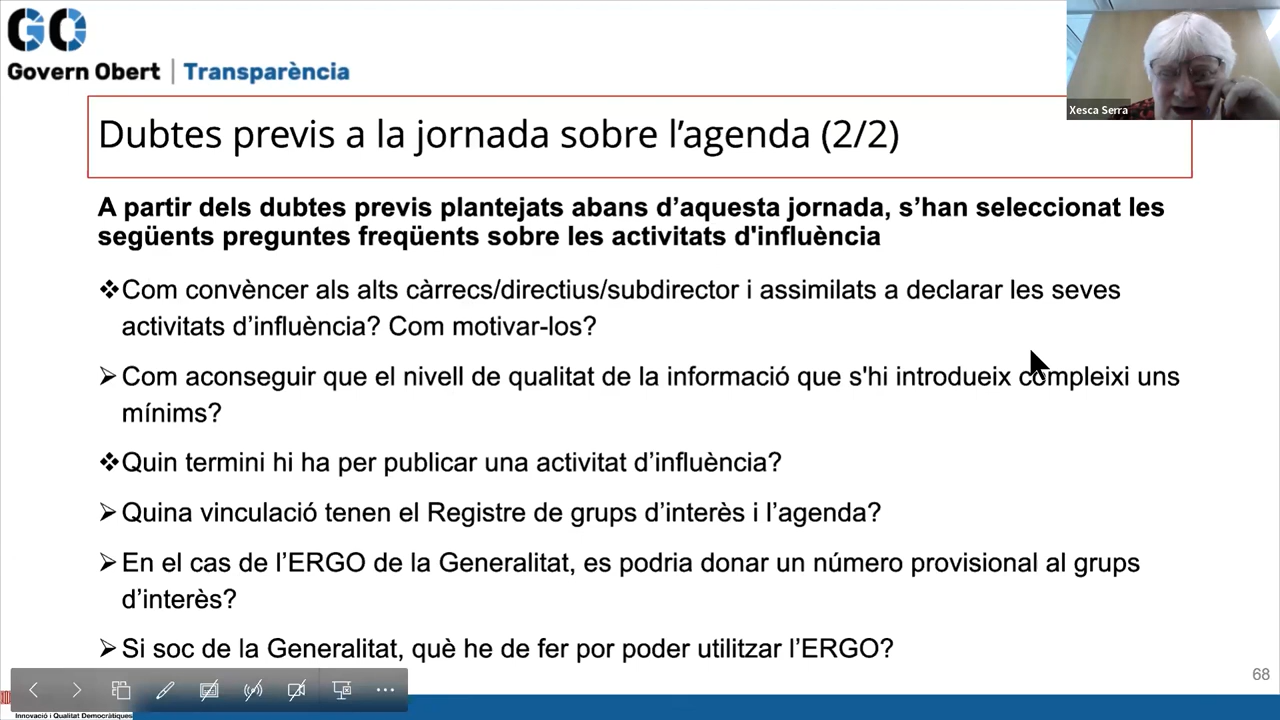 GO
Govern Obert | Transparència
Xesca Serra
Dubtes previs a la jornada sobre l’agenda (2/2)
A partir dels dubtes previs plantejats abans d’aquesta jornada, s’han seleccionat les
següents preguntes freqüents sobre les activitats d'influència
❖Com convèncer als alts càrrecs/directius/subdirector i assimilats a declarar les seves
activitats d’influència? Com motivar-los?
➢Com aconseguir que el nivell de qualitat de la informació que s'hi introdueix compleixi uns
mínims?
❖Quin termini hi ha per publicar una activitat d’influència?
➢Quina vinculació tenen el Registre de grups d’interès i l’agenda?
➢En el cas de l’ERGO de la Generalitat, es podria donar un número provisional al grups
d’interès?
➢Si soc de la Generalitat, què he de fer por poder utilitzar l’ERGO?
68
Innovació i Qualitat Democràtiques